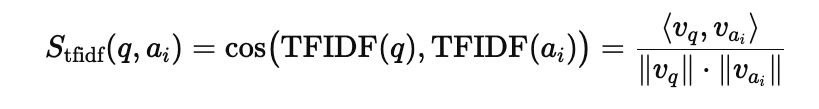 S_tfidf(q, a_i) = cos(TFIDF(q), TFIDF(a_i)) = ⟨v_q, v_{a_i}⟩ / ‖v_q‖ · ‖v_{a_i}‖